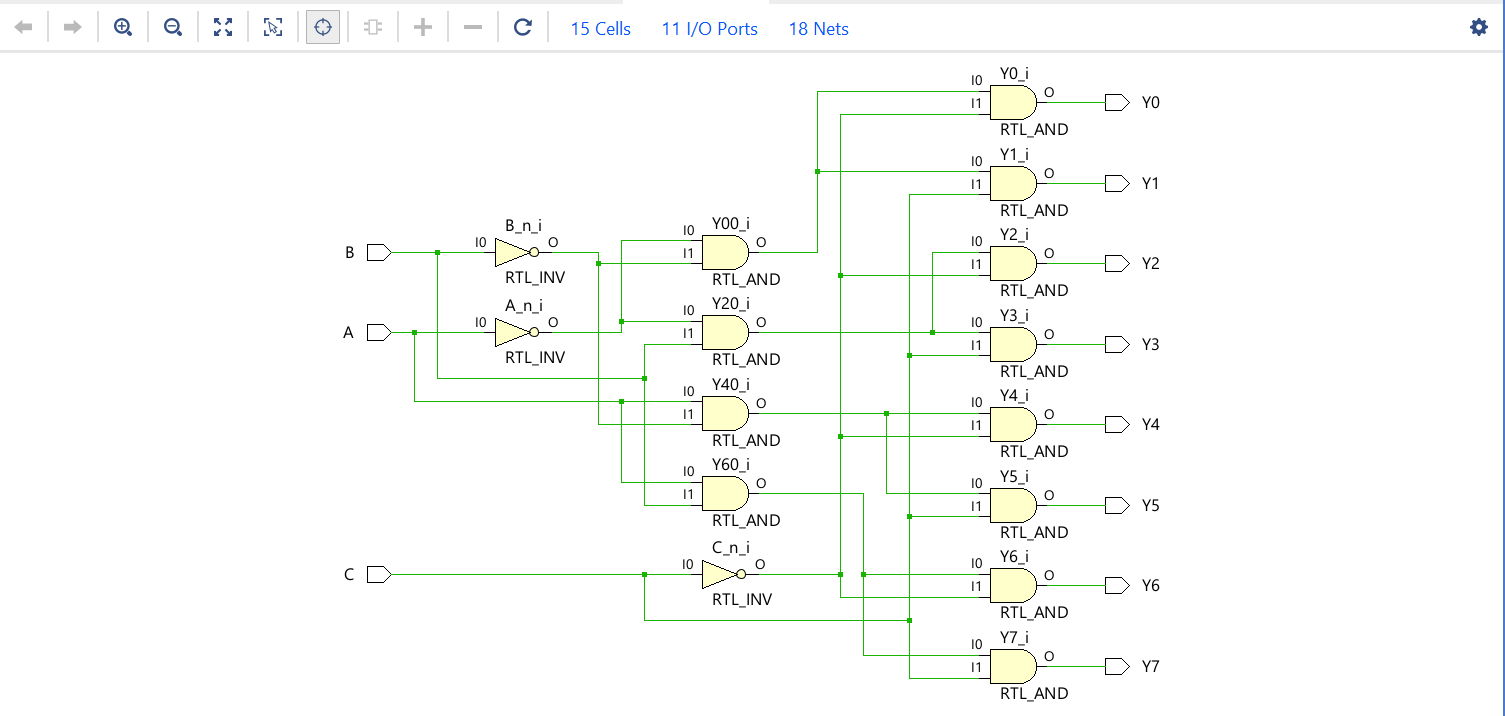 15 Cells 11 I/O Ports 18 Nets
Y0_i
I0 O
I1 Y0
RTL_AND
Y1_i
I0 O
I1 Y1
RTL_AND
B_n_i Y00_i Y2_i
B I0 O I0 O I0 O
I1 I1 Y2
RTL_INV RTL_AND RTL_AND
A_n_i Y20_i Y3_i
A I0 O I0 O I0 O
I1 I1 Y3
RTL_INV RTL_AND RTL_AND
Y40_i Y4_i
I0 O I0 O
I1 I1 Y4
RTL_AND RTL_AND
Y60_i Y5_i
I0 O I0 O
I1 I1 Y5
RTL_AND RTL_AND
C_n_i Y6_i
C I0 O I0 O
I1 Y6
RTL_INV RTL_AND
Y7_i
I0 O
I1 Y7
RTL_AND